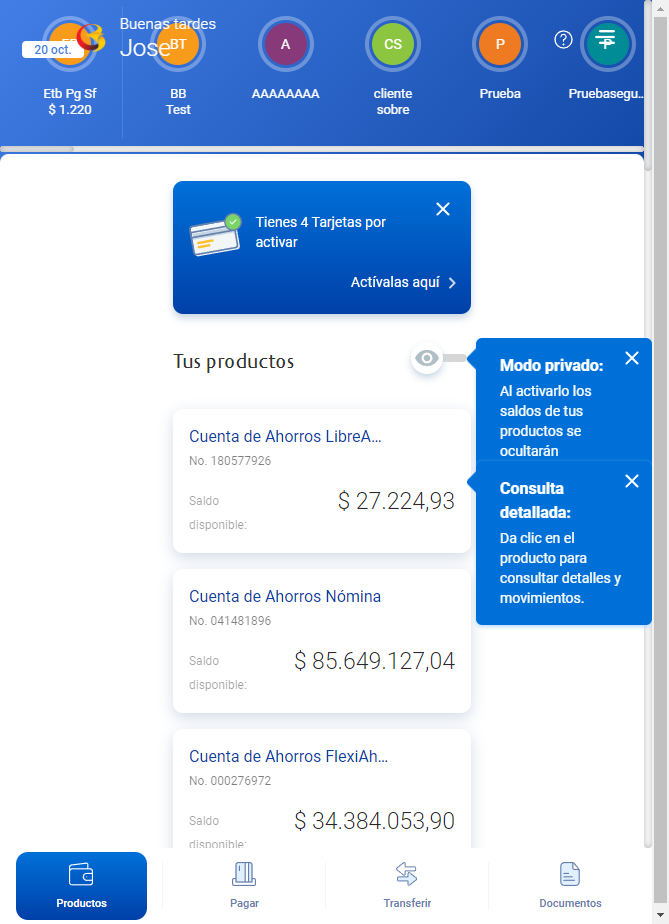 Buenas tardes
Jose
20 oct.
BT
A
CS
P
P
Etb Pg Sf
$ 1.220
BB
Test
AAAAAAAA
cliente
sobre
Prueba
Pruebasegu...
Tienes 4 Tarjetas por
activar
Actívalas aquí
Tus productos
Modo privado:
Al activarlo los
saldos de tus
productos se
ocultarán
Cuenta de Ahorros LibreA...
No. 180577926
Saldo
disponible:
$ 27.224,93
Consulta
detallada:
Da clic en el
producto para
consultar detalles y
movimientos.
Cuenta de Ahorros Nómina
No. 041481896
Saldo
disponible:
$ 85.649.127,04
Cuenta de Ahorros FlexiAh...
No. 000276972
Saldo
disponible:
$ 34.384.053,90
Productos
Pagar
Transferir
Documentos